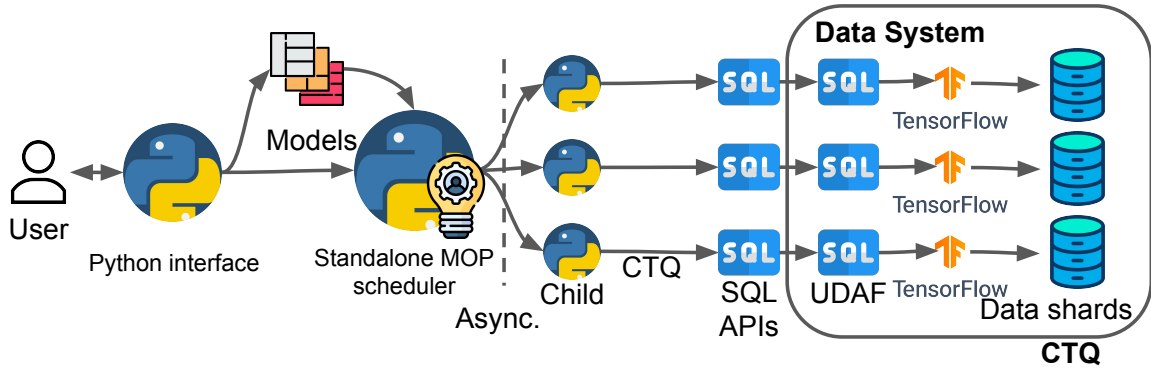 Data System
SQL
SQL
TensorFlow
Models
SQL
SQL
TensorFlow
User
Python interface
Standalone MOP
scheduler
Async.
Child
CTQ
SQL
SQL
APIs
SQL
UDAF
TensorFlow
Data shards
CTQ